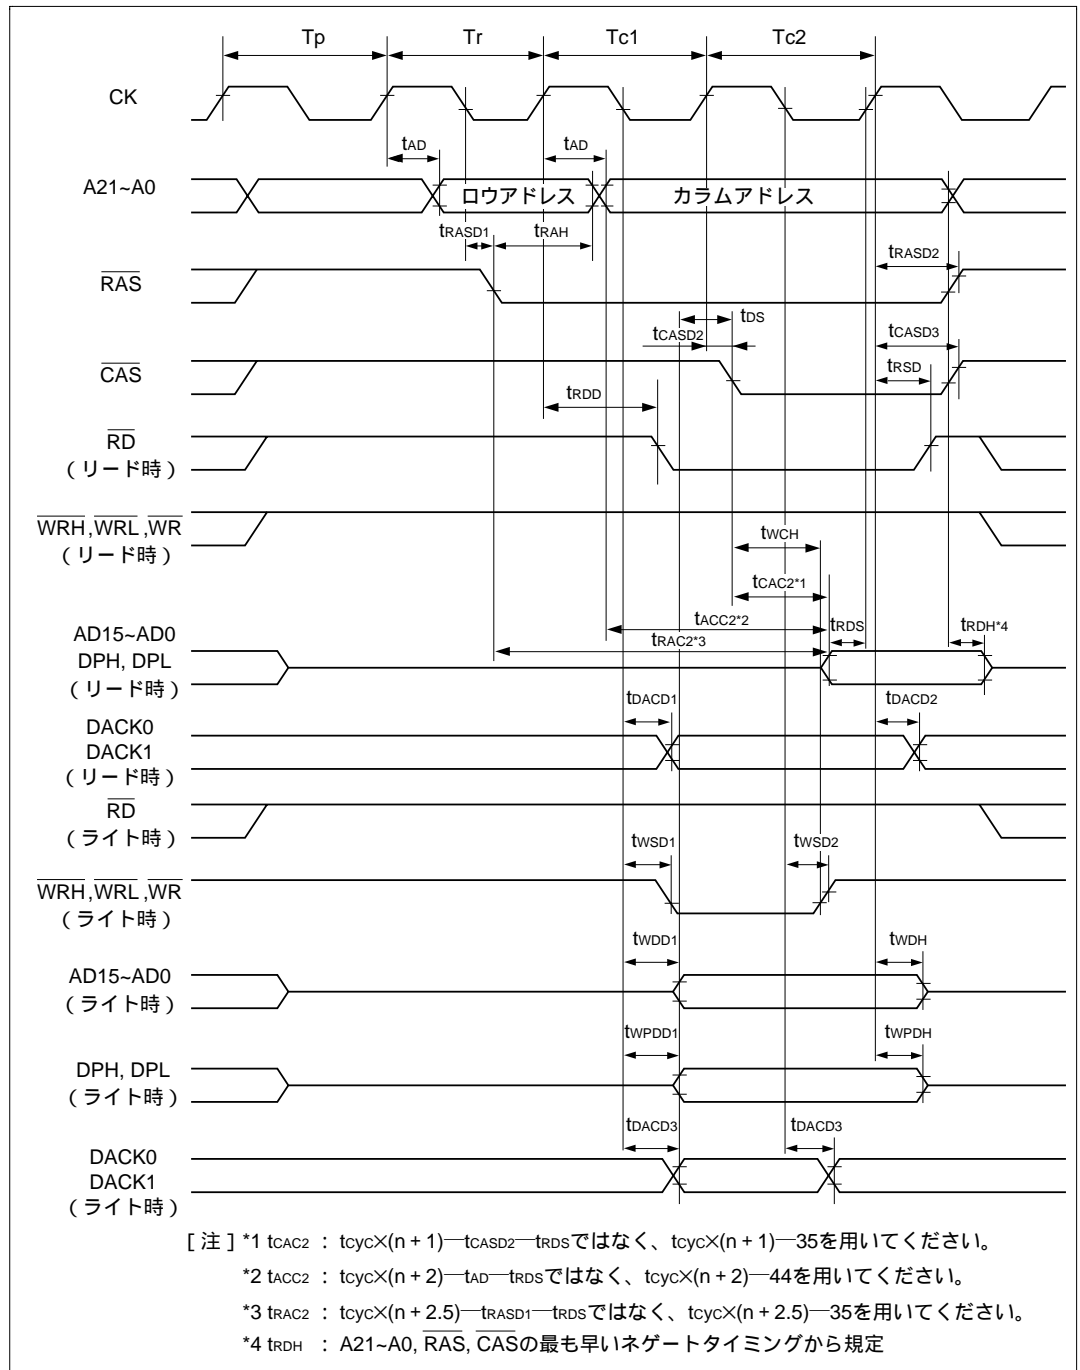 Tp Tr Tc1 Tc2
CK
tAD tAD
A21~A0 ロウアドレス カラムアドレス
tRASD1 tRAH
tRASD2
RAS
tDS
tCASD2 tCASD3
CAS
tRSD
tRDD
RD
(リード時)
WRH,WRL,WR
(リード時)
tWCH
tCAC2*1
tACC2*2
AD15~AD0
tRDS tRDH*4
tRAC2*3
DPH, DPL
(リード時)
tDACD1 tDACD2
DACK0
DACK1
(リード時)
RD
(ライト時)
tWSD1 tWSD2
WRH,WRL,WR
(ライト時)
tWDD1 tWDH
AD15~AD0
(ライト時)
tWPDD1 tWPDH
DPH, DPL
(ライト時)
tDACD3 tDACD3
DACK0
DACK1
(ライト時)
[注] *1 tCAC2 : tcyc×(n + 1)—tCASD2—tRDSではなく、tcyc×(n + 1)—35を用いてください。
*2 tACC2 : tcyc×(n + 2)—tAD—tRDSではなく、tcyc×(n + 2)—44を用いてください。
*3 tRAC2 : tcyc×(n + 2.5)—tRASD1—tRDSではなく、tcyc×(n + 2.5)—35を用いてください。
*4 tRDH : A21~A0, RAS, CASの最も早いネゲートタイミングから規定